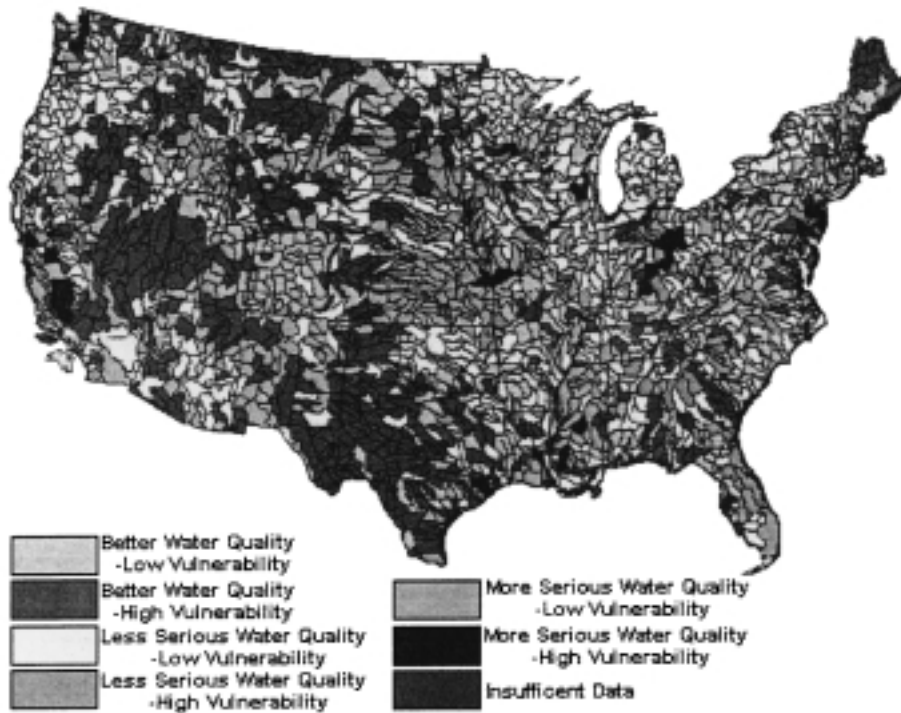 Better Water Quality
-Low Vulnerability
Better Water Quality
-High Vulnerability
Less Serious Water Quality
-Low Vulnerability
Less Serious Water Quality
-High Vulnerability
More Serious Water Quality
-Low Vulnerability
More Serious Water Quality
-High Vulnerability
Insufficent Data